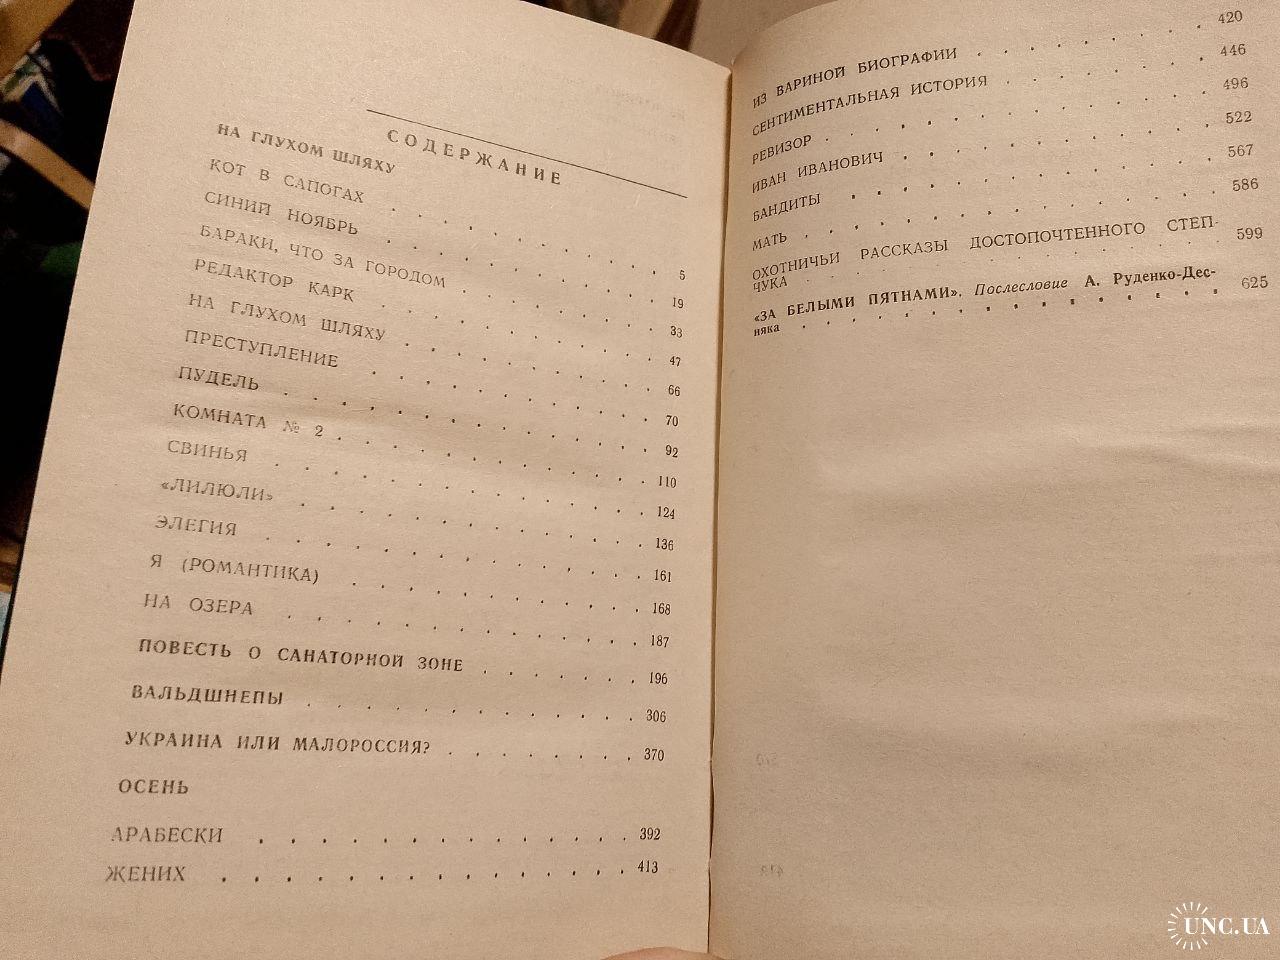 СОДЕРЖАНИЕ
НА ГЛУХОМ ШЛЯХУ
КОТ В САПОГАХ . . . . . . . . . . 5
СИНИЙ НОЯБРЬ . . . . . . . . . . 19
БАРАКИ, ЧТО ЗА ГОРОДОМ . . . . . . . 33
РЕДАКТОР КАРК . . . . . . . . . . 47
НА ГЛУХОМ ШЛЯХУ . . . . . . . . . 66
ПРЕСТУПЛЕНИЕ . . . . . . . . . . 70
ПУДЕЛЬ . . . . . . . . . . . . 92
КОМНАТА № 2 . . . . . . . . . . . 110
СВИНЬЯ . . . . . . . . . . . . 124
«ЛИЛЮЛИ» . . . . . . . . . . . . 136
ЭЛЕГИЯ . . . . . . . . . . . . 161
Я (РОМАНТИКА) . . . . . . . . . . 168
НА ОЗЕРА . . . . . . . . . . . . 187
ПОВЕСТЬ О САНАТОРНОЙ ЗОНЕ . . . . . . 196
ВАЛЬДШНЕПЫ . . . . . . . . . . . 306
УКРАИНА ИЛИ МАЛОРОССИЯ? . . . . . . . 370
ОСЕНЬ
АРАБЕСКИ . . . . . . . . . . . . 392
ЖЕНИХ . . . . . . . . . . . . . 413
ИЗ ВАРИНОЙ БИОГРАФИИ . . . . . . . . . 420
СЕНТИМЕНТАЛЬНАЯ ИСТОРИЯ . . . . . . . . 446
РЕВИЗОР . . . . . . . . . . . . . 496
ИВАН ИВАНОВИЧ . . . . . . . . . . . 522
БАНДИТЫ . . . . . . . . . . . . . 567
МАТЬ . . . . . . . . . . . . . . 586
ОХОТНИЧЬИ РАССКАЗЫ ДОСТОПОЧТЕННОГО СТЕП-
ЧУКА . . . . . . . . . . . . . . 599
«ЗА БЕЛЫМИ ПЯТНАМИ». Послесловие А. Руденко-Дес-
няка . . . . . . . . . . . . . . 625
UNC.UA